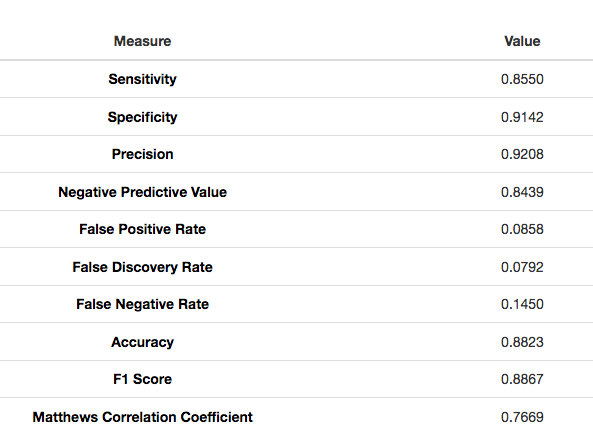 Measure Value
Sensitivity 0.8550
Specificity 0.9142
Precision 0.9208
Negative Predictive Value 0.8439
False Positive Rate 0.0858
False Discovery Rate 0.0792
False Negative Rate 0.1450
Accuracy 0.8823
F1 Score 0.8867
Matthews Correlation Coefficient 0.7669